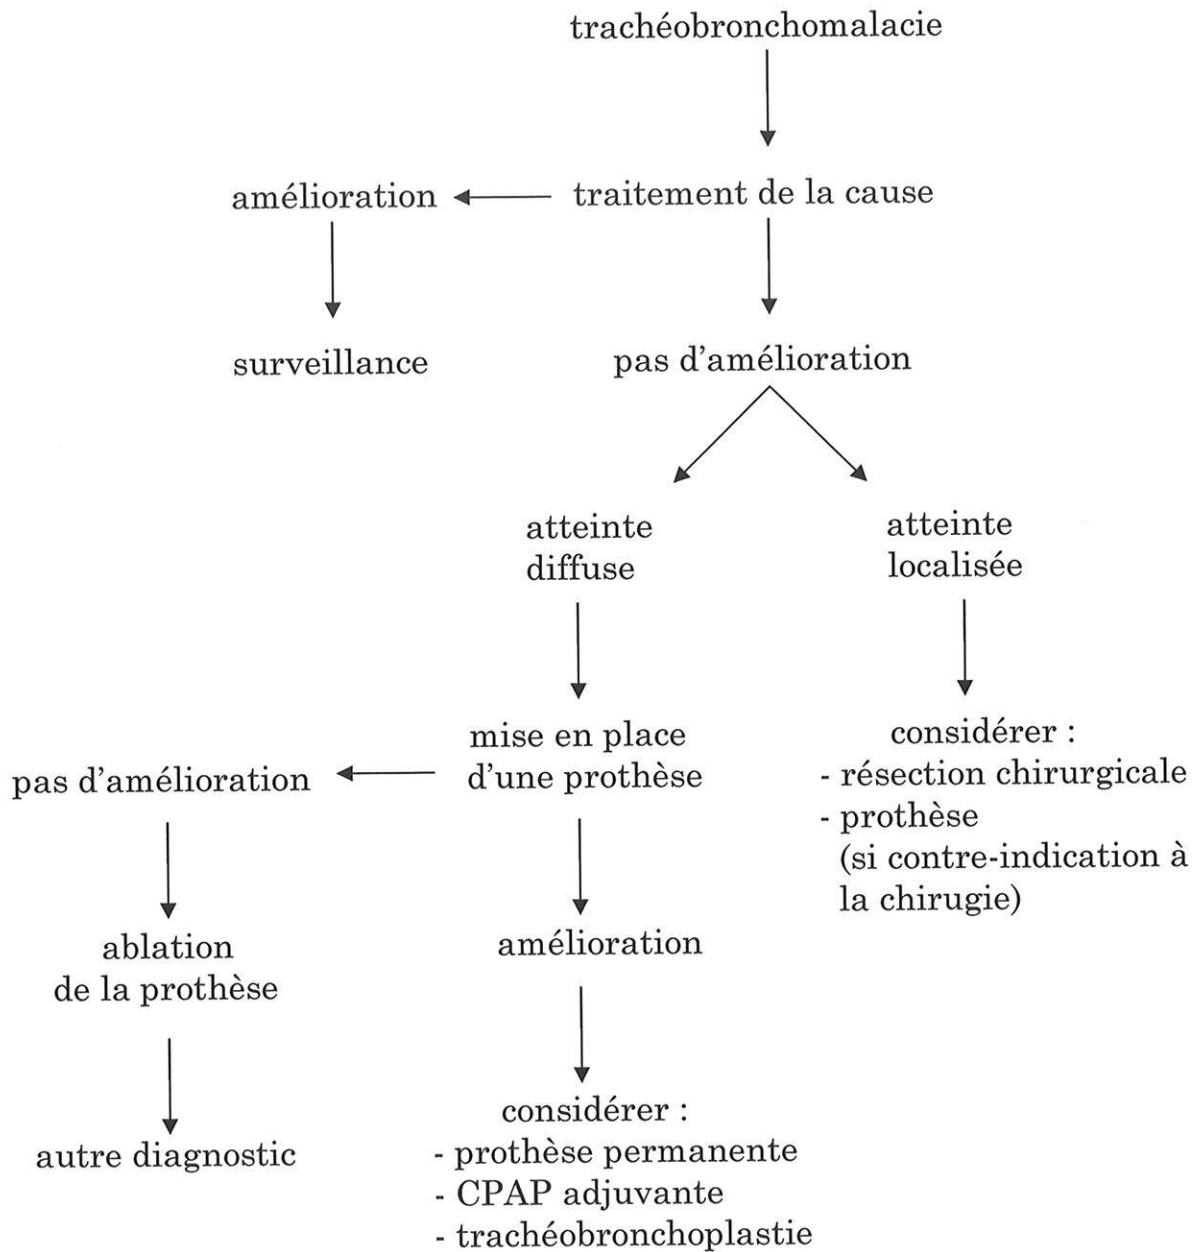 trachéobronchomalacie
amélioration
traitement de la cause
surveillance
pas d'amélioration
atteinte
diffuse
atteinte
localisée
mise en place
d'une prothèse
considérer :
- résection chirurgicale
- prothèse
(si contre-indication à
la chirugie)
pas d'amélioration
ablation
de la prothèse
amélioration
autre diagnostic
considérer :
- prothèse permanente
- CPAP adjuvante
- trachéobronchoplastie